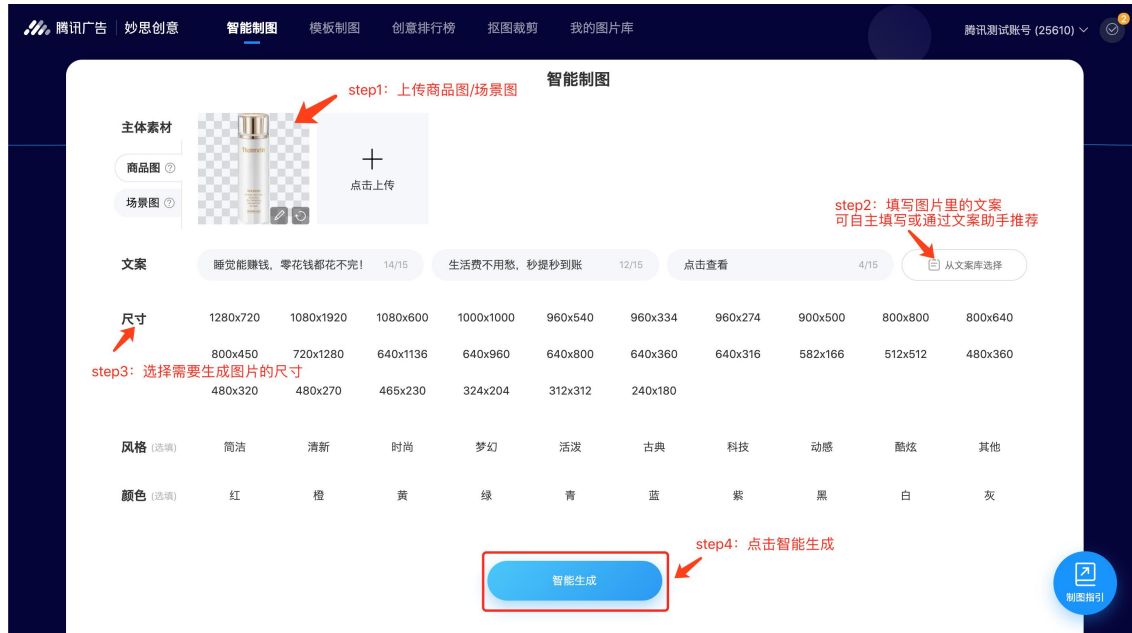 腾讯广告 妙思创意 智能制图 模板制图 创意排行榜 抠图裁剪 我的图片库 腾讯测试账号 (25610) 2
智能制图
step1：上传商品图/场景图
主体素材
商品图
场景图
点击上传
step2：填写图片里的文案
可自主填写或通过文案助手推荐
文案 睡觉能赚钱，零花钱都花不完！ 14/15 生活费不用愁，秒提秒到账 12/15 点击查看 4/15 从文案库选择
尺寸 1280x720 1080x1920 1080x600 1000x1000 960x540 960x334 960x274 900x500 800x800 800x640
800x450 720x1280 640x1136 640x960 640x800 640x360 640x316 582x166 512x512 480x360
step3：选择需要生成图片的尺寸
480x320 480x270 465x230 324x204 312x312 240x180
风格 (选填) 简洁 清新 时尚 梦幻 活泼 古典 科技 动感 酷炫 其他
颜色 (选填) 红 橙 黄 绿 青 蓝 紫 黑 白 灰
step4：点击智能生成
智能生成
制图指引